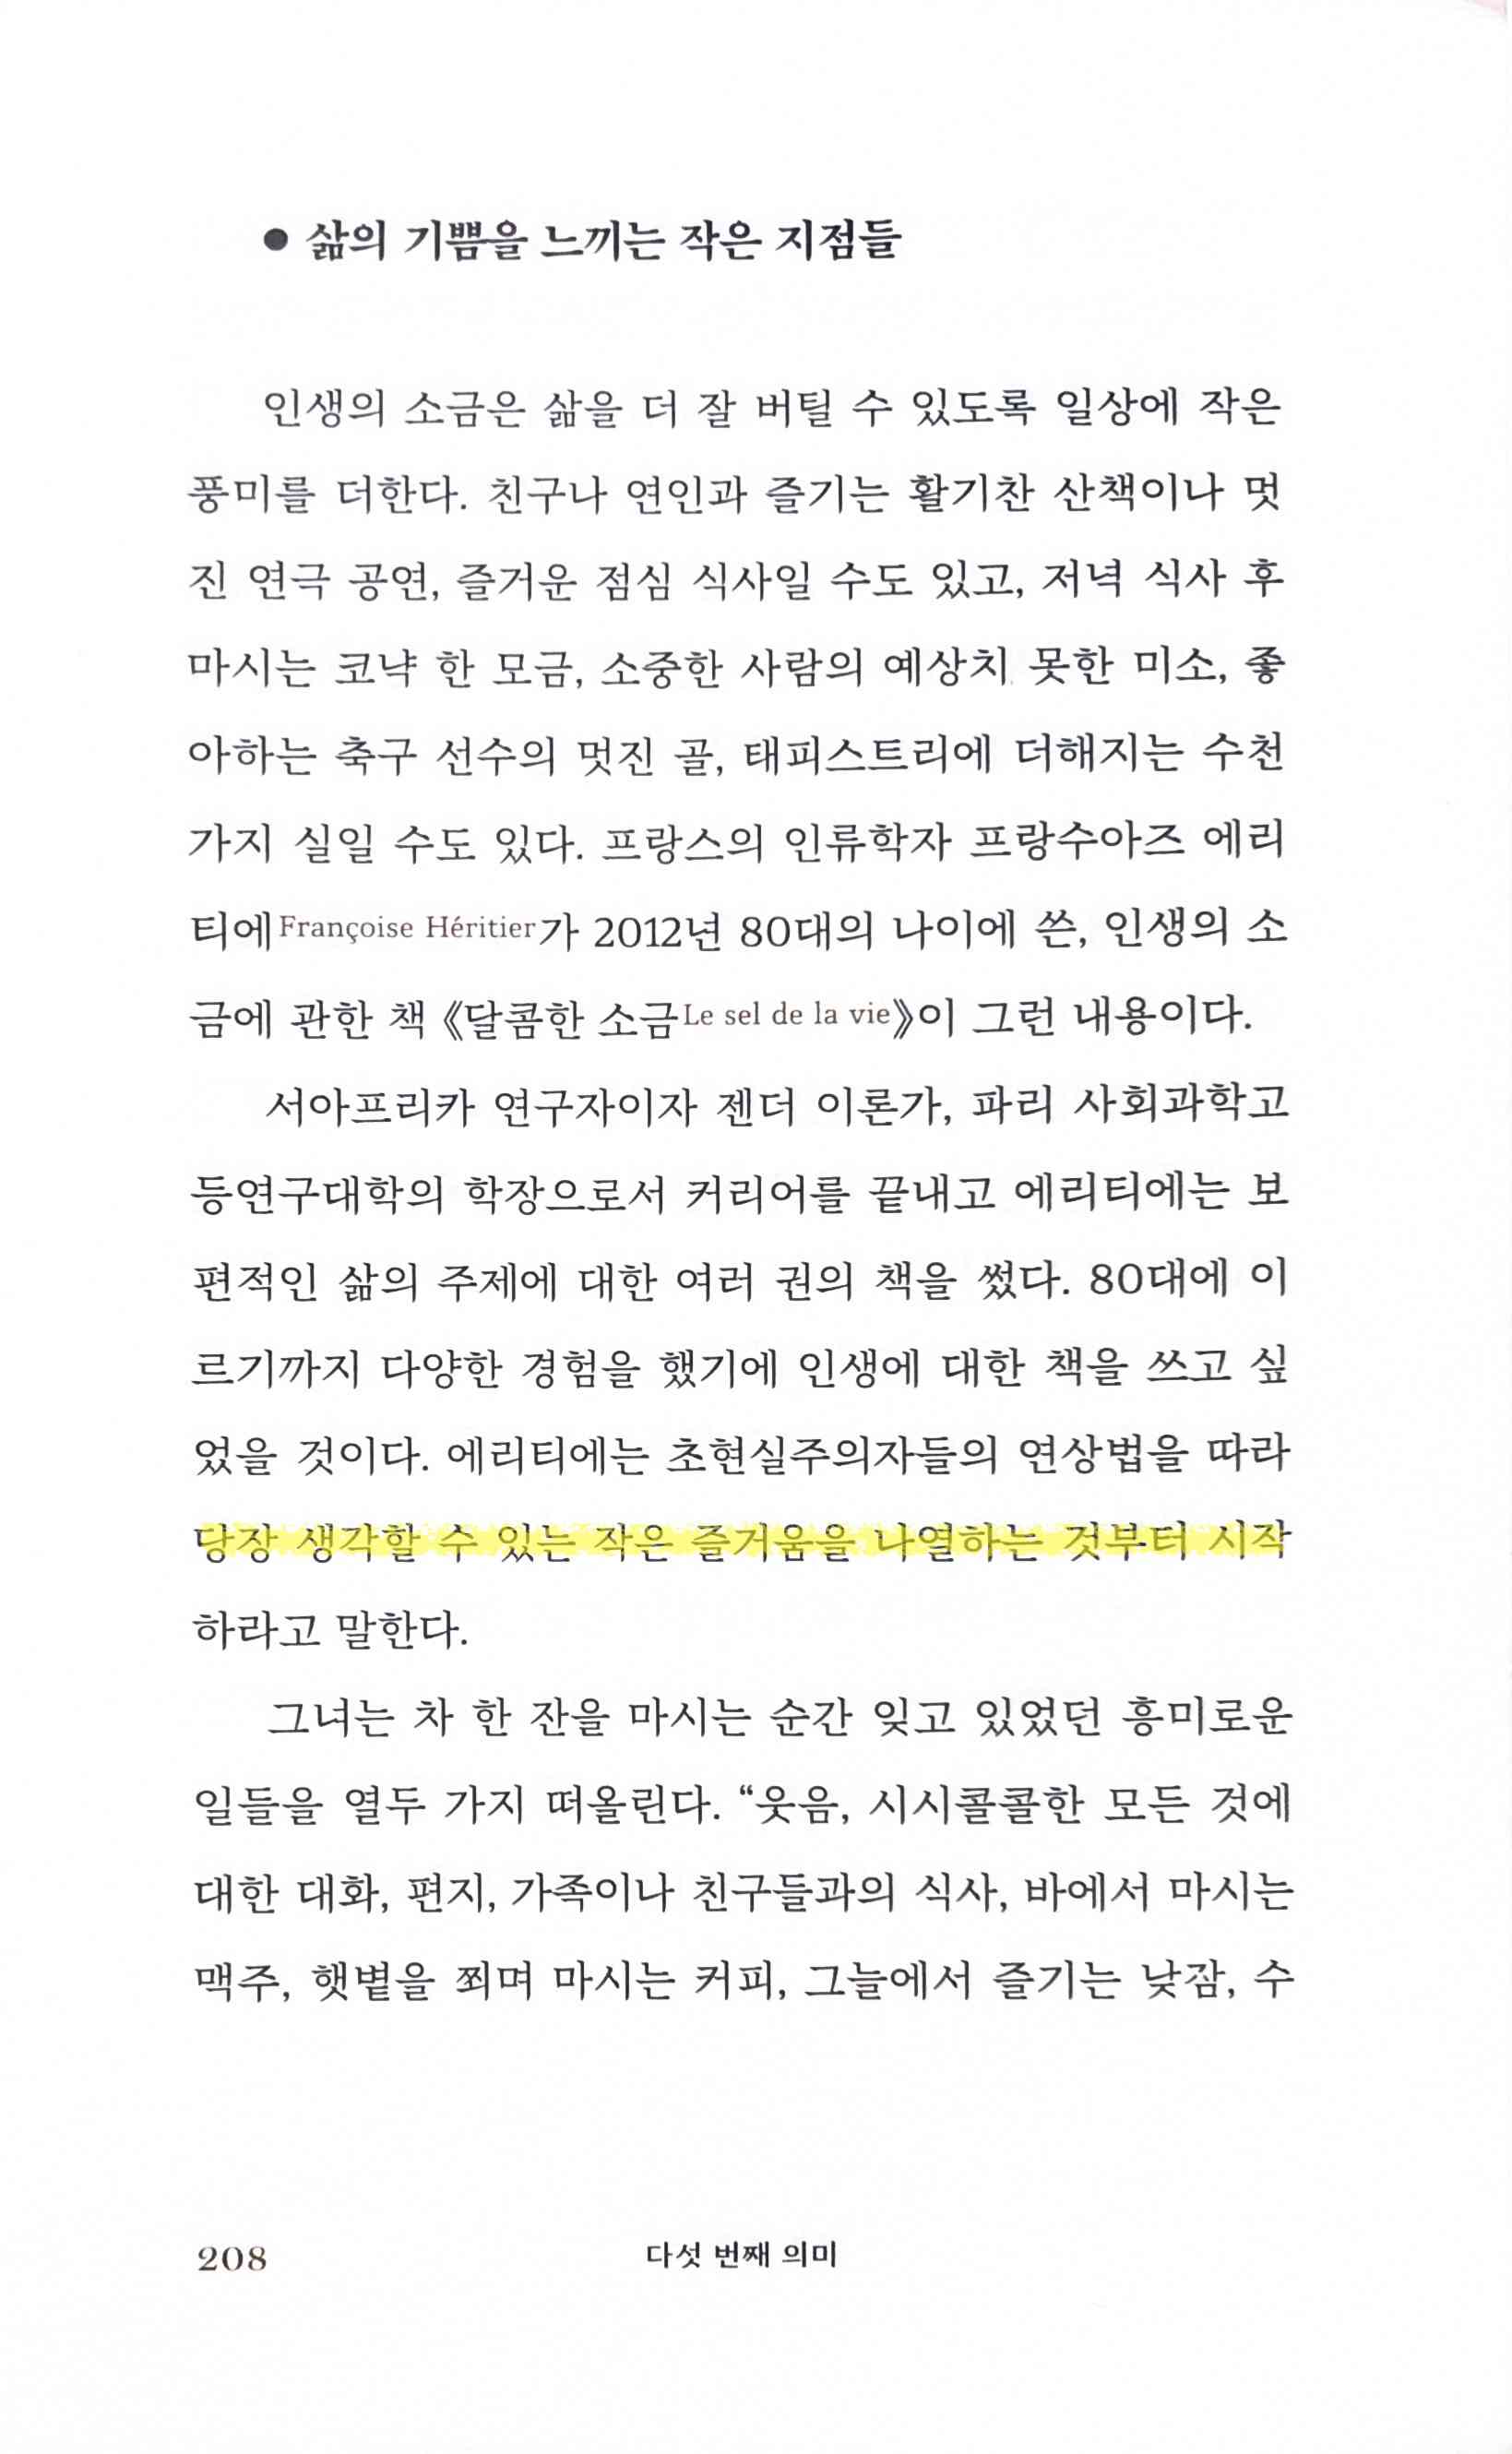 ● 삶의 기쁨을 느끼는 작은 지점들
인생의 소금은 삶을 더 잘 버틸 수 있도록 일상에 작은
풍미를 더한다. 친구나 연인과 즐기는 활기찬 산책이나 멋
진 연극 공연, 즐거운 점심 식사일 수도 있고, 저녁 식사 후
마시는 코냑 한 모금, 소중한 사람의 예상치 못한 미소, 좋
아하는 축구 선수의 멋진 골, 태피스트리에 더해지는 수천
가지 실일 수도 있다. 프랑스의 인류학자 프랑수아즈 에리
티에Françoise Héritier가 2012년 80대의 나이에 쓴, 인생의 소
금에 관한 책 《달콤한 소금Le sel de la vie》이 그런 내용이다.
서아프리카 연구자이자 젠더 이론가, 파리 사회과학고
등연구대학의 학장으로서 커리어를 끝내고 에리티에는 보
편적인 삶의 주제에 대한 여러 권의 책을 썼다. 80대에 이
르기까지 다양한 경험을 했기에 인생에 대한 책을 쓰고 싶
었을 것이다. 에리티에는 초현실주의자들의 연상법을 따라
당장 생각할 수 있는 작은 즐거움을 나열하는 것부터 시작
하라고 말한다.
그녀는 차 한 잔을 마시는 순간 잊고 있었던 흥미로운
일들을 열두 가지 떠올린다. “웃음, 시시콜콜한 모든 것에
대한 대화, 편지, 가족이나 친구들과의 식사, 바에서 마시는
맥주, 햇볕을 쬐며 마시는 커피, 그늘에서 즐기는 낮잠, 수
208
다섯 번째 의미